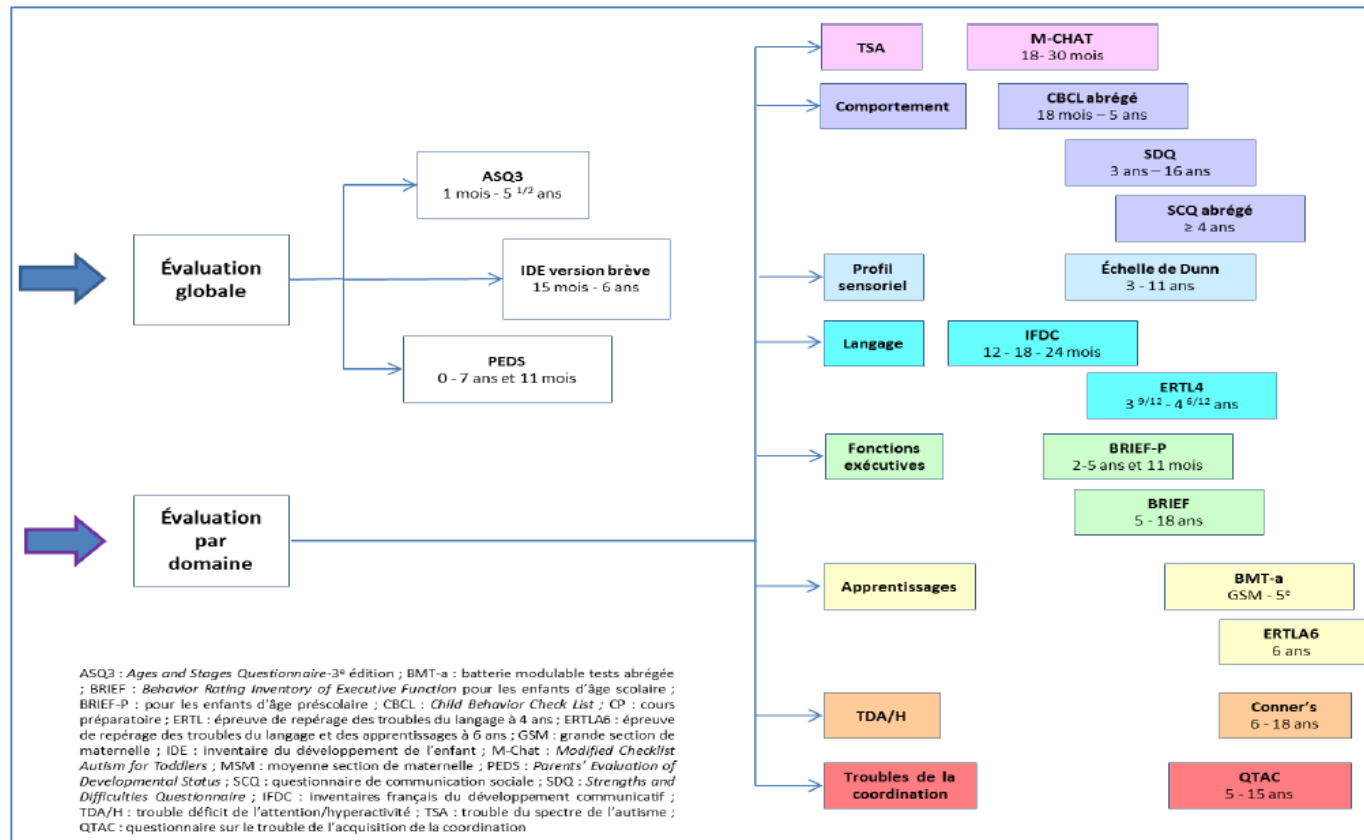 TSA
M-CHAT
18- 30 mois
Comportement
CBCL abrégé
18 mois – 5 ans
SDQ
3 ans – 16 ans
SCQ abrégé
≥ 4 ans
ASQ3
1 mois - 5 1/2 ans
Évaluation
globale
IDE version brève
15 mois - 6 ans
PEDS
0 - 7 ans et 11 mois
Profil
sensoriel
Échelle de Dunn
3 - 11 ans
Langage
IFDC
12 - 18 - 24 mois
ERTL4
3 9/12 - 4 6/12 ans
Fonctions
exécutives
BRIEF-P
2-5 ans et 11 mois
BRIEF
5 - 18 ans
Évaluation
par
domaine
Apprentissages
BMT-a
GSM - 5e
ERTLA6
6 ans
TDA/H
Conner's
6 - 18 ans
Troubles de la
coordination
QTAC
5 - 15 ans
ASQ3 : Ages and Stages Questionnaire-3e édition ; BMT-a : batterie modulable tests abrégée
; BRIEF : Behavior Rating Inventory of Executive Function pour les enfants d'âge scolaire ;
BRIEF-P : pour les enfants d'âge préscolaire ; CBCL : Child Behavior Check List ; CP : cours
préparatoire ; ERTL : épreuve de repérage des troubles du langage à 4 ans ; ERTLA6 : épreuve
de repérage des troubles du langage et des apprentissages à 6 ans ; GSM : grande section de
maternelle ; IDE : inventaire du développement de l'enfant ; M-Chat : Modified Checklist
Autism for Toddlers ; MSM : moyenne section de maternelle ; PEDS : Parents' Evaluation of
Developmental Status ; SCQ : questionnaire de communication sociale ; SDQ : Strengths and
Difficulties Questionnaire ; IFDC : inventaires français du développement communicatif ;
TDA/H : trouble déficit de l'attention/hyperactivité ; TSA : trouble du spectre de l'autisme ;
QTAC : questionnaire sur le trouble de l'acquisition de la coordination